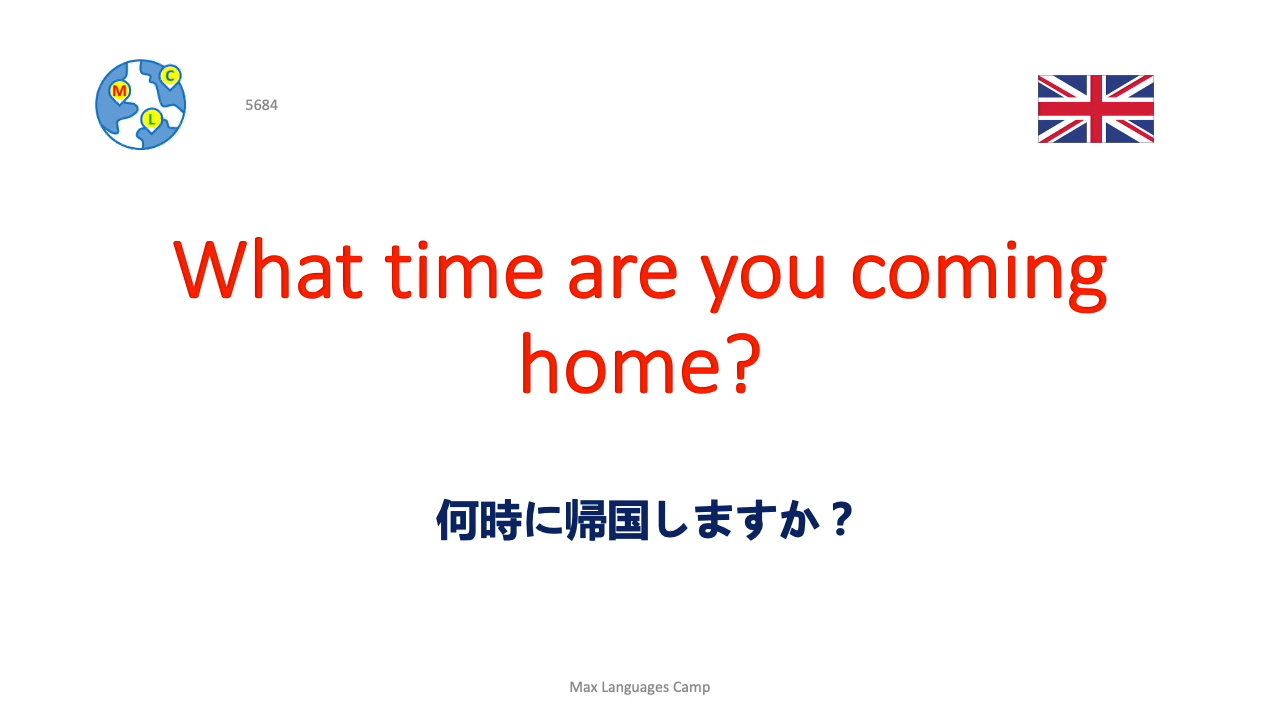 M
C
L
5684
What time are you coming
home?
何時に帰国しますか？
Max Languages Camp